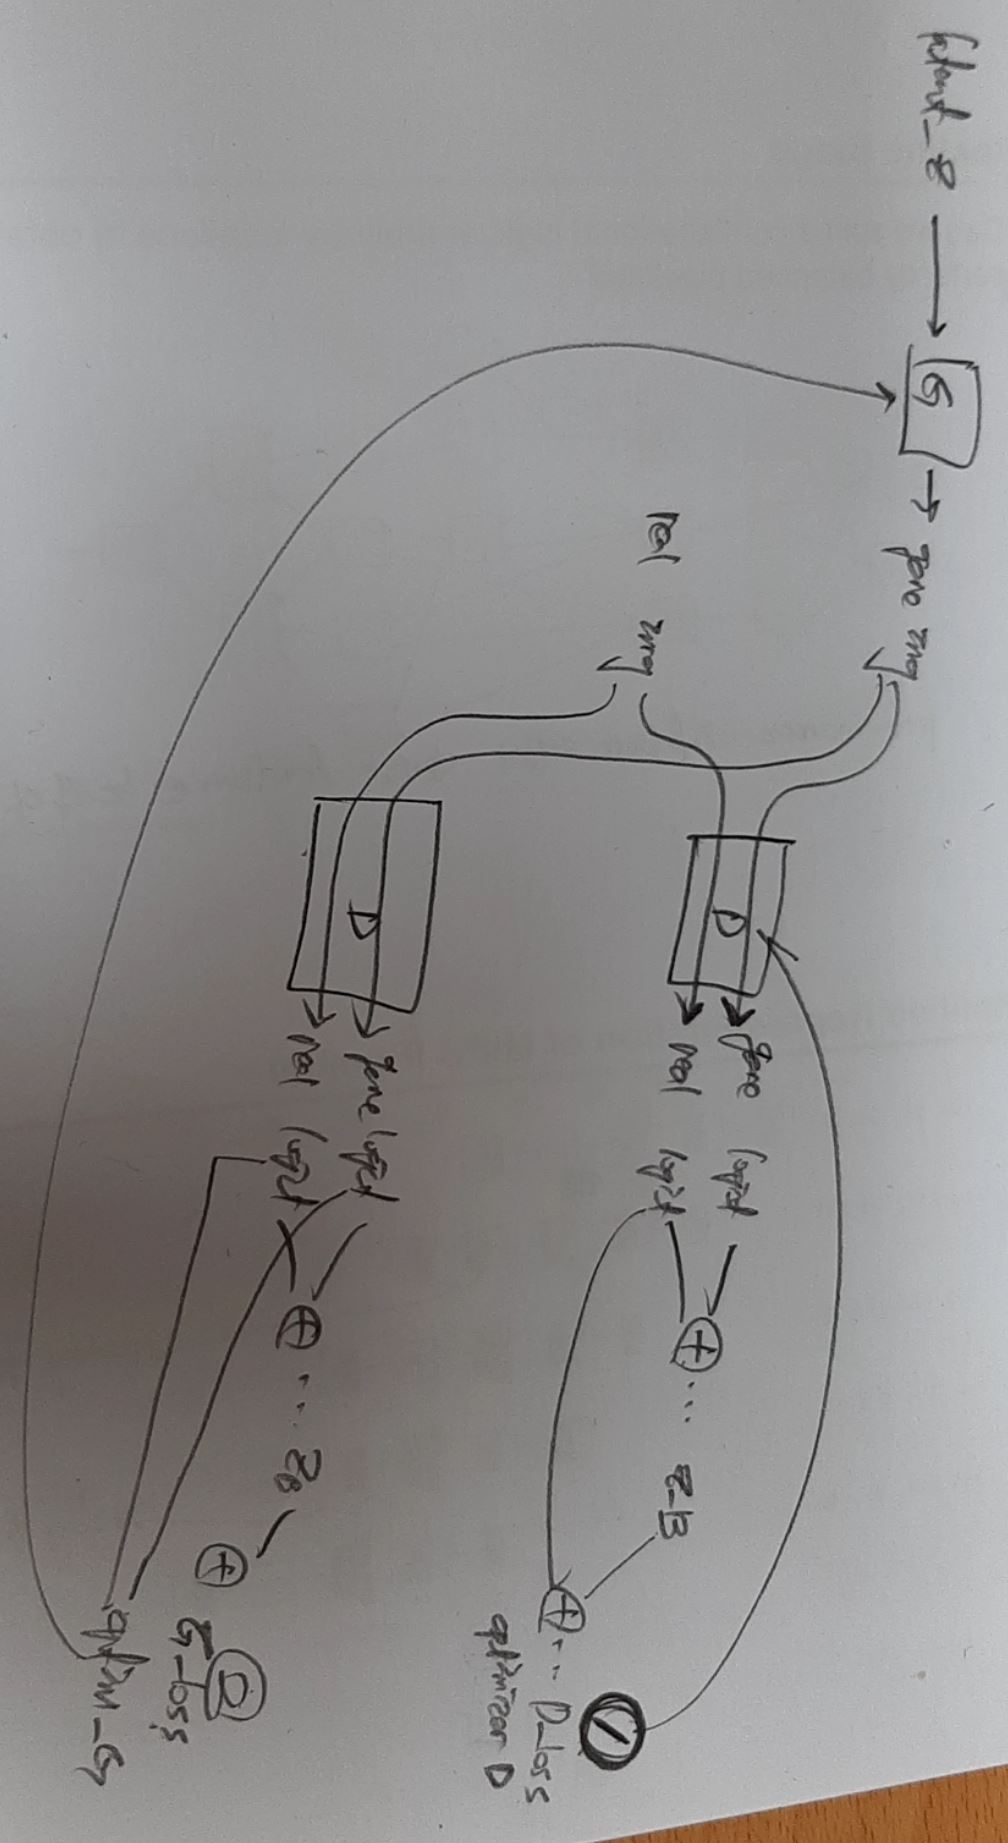 latent_z → G → gene img
D
gene logit
real logit
+ ... Z_B
real img
1
+ ... D_loss
optimizer D
D
gene logit
real logit
+ ... Z_B
+
2
G_loss
optim_G